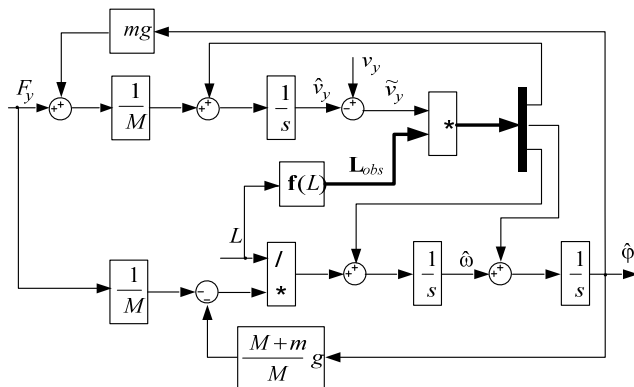 mg
F_y
+ +
1/M
+ +
1/s
v̂_y
v_y
+ −
ṽ_y
*
f(L)
L_obs
L
1/M
− −
/
*
+ +
1/s
ω̂
+ +
1/s
φ̂
(M + m)/M g